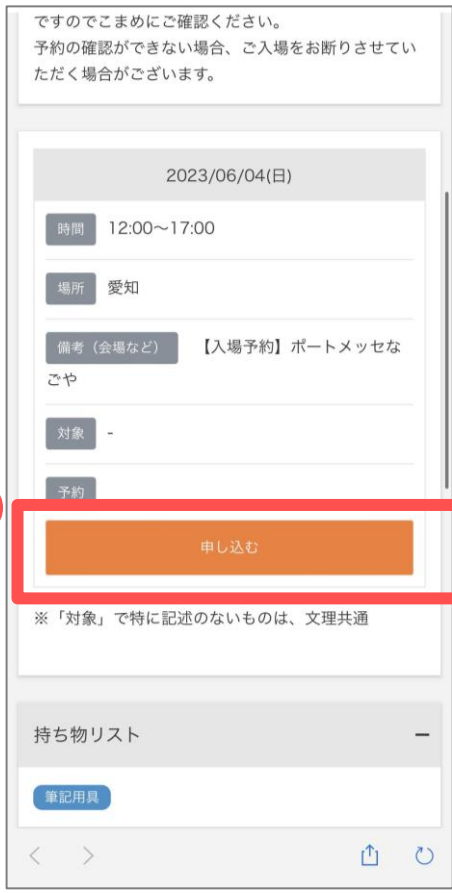 ですのでこまめにご確認ください。
予約の確認ができない場合、ご入場をお断りさせてい
ただく場合がございます。
2023/06/04(日)
時間 12:00〜17:00
場所 愛知
備考（会場など） 【入場予約】ポートメッセな
ごや
対象 -
予約
申し込む
※「対象」で特に記述のないものは、文理共通
持ち物リスト
筆記用具